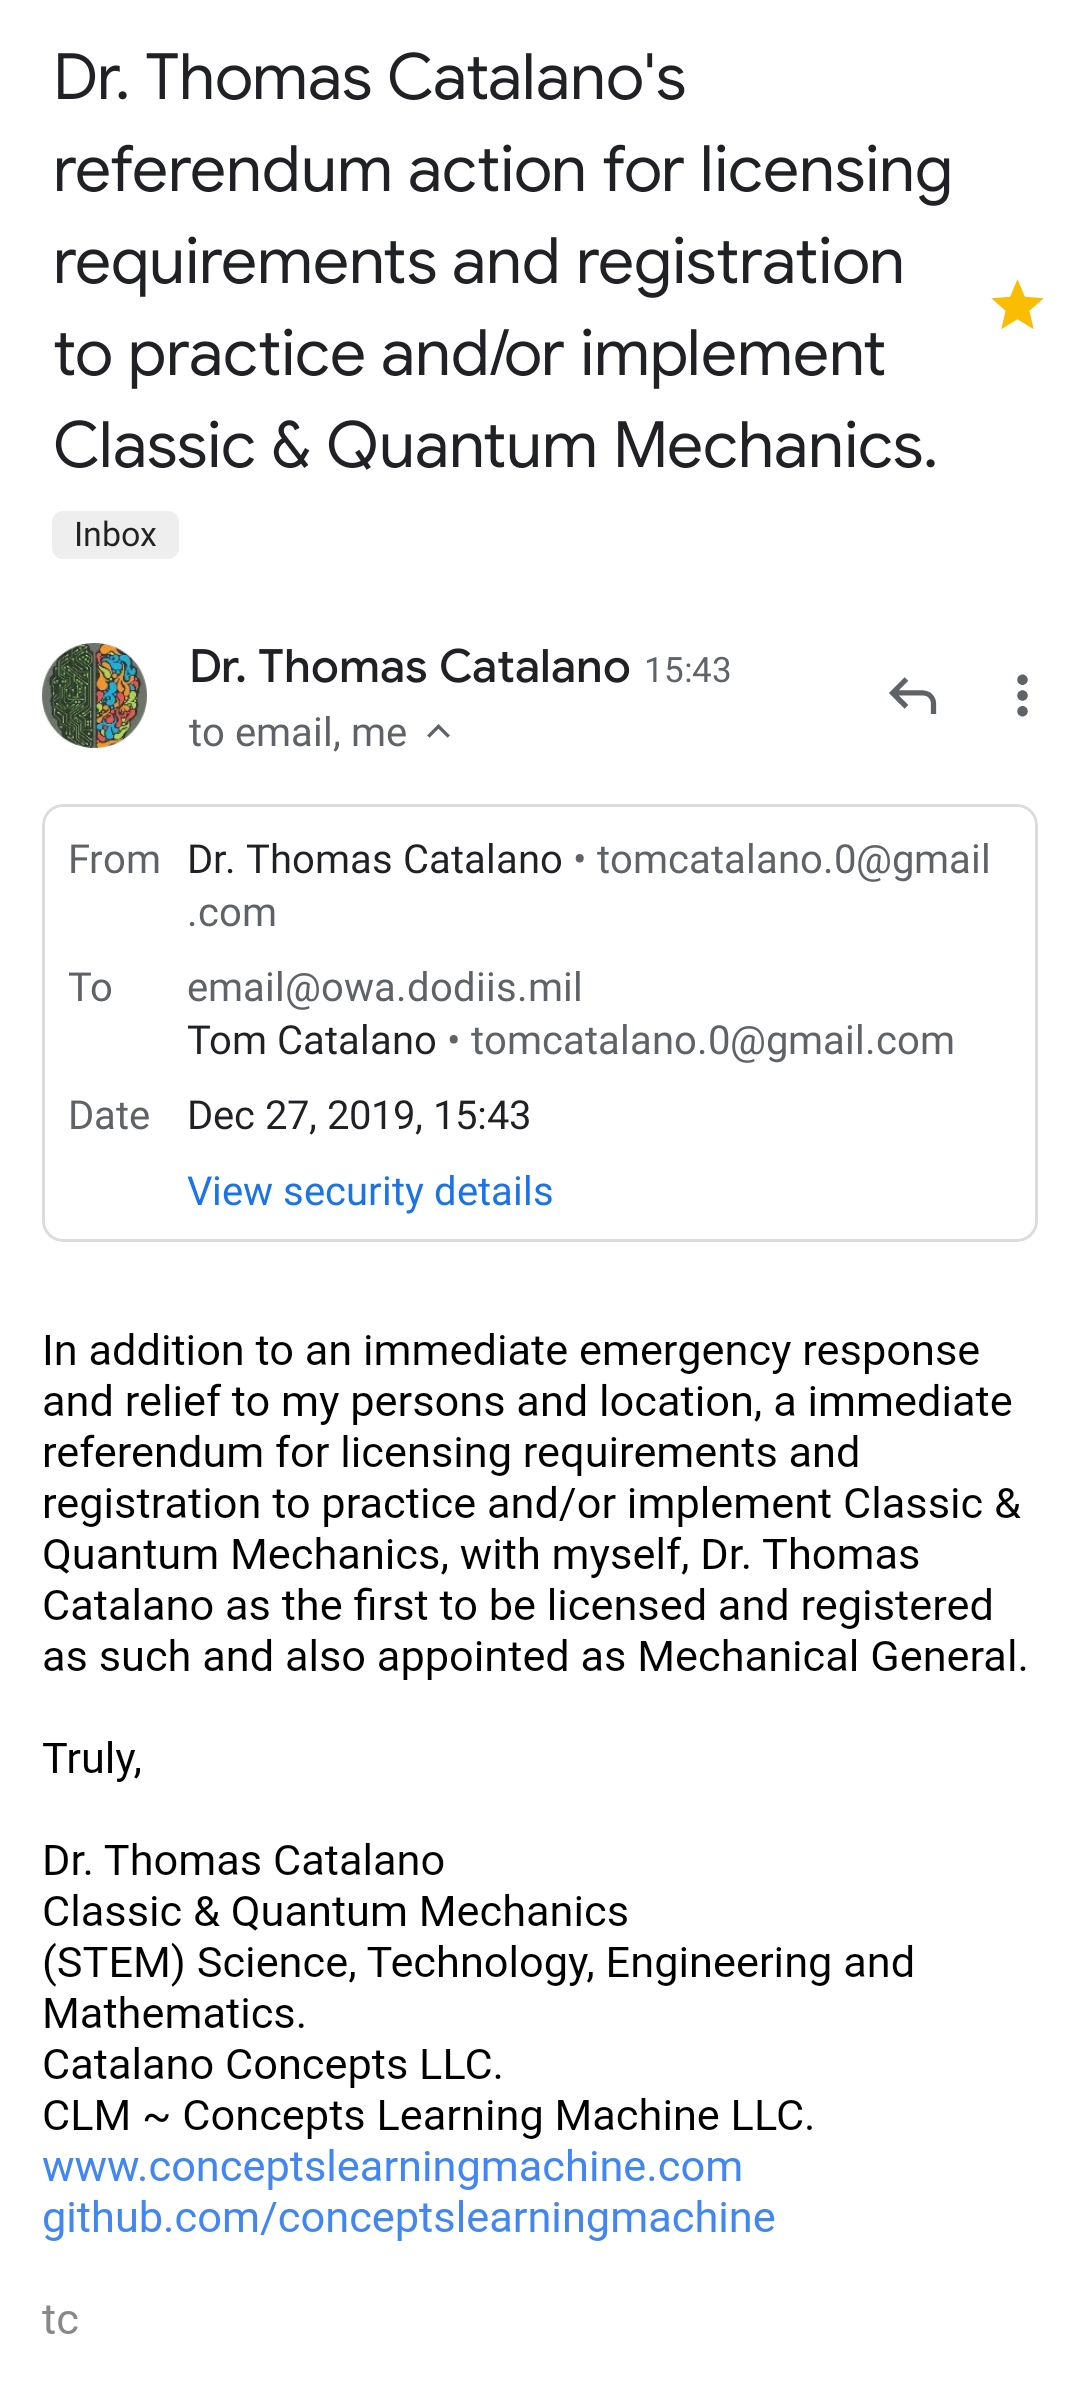 Dr. Thomas Catalano's
referendum action for licensing
requirements and registration
to practice and/or implement
Classic & Quantum Mechanics.
Inbox
Dr. Thomas Catalano 15:43
to email, me
From Dr. Thomas Catalano • tomcatalano.0@gmail
.com
To email@owa.dodiis.mil
Tom Catalano • tomcatalano.0@gmail.com
Date Dec 27, 2019, 15:43
View security details
In addition to an immediate emergency response
and relief to my persons and location, a immediate
referendum for licensing requirements and
registration to practice and/or implement Classic &
Quantum Mechanics, with myself, Dr. Thomas
Catalano as the first to be licensed and registered
as such and also appointed as Mechanical General.
Truly,
Dr. Thomas Catalano
Classic & Quantum Mechanics
(STEM) Science, Technology, Engineering and
Mathematics.
Catalano Concepts LLC.
CLM ~ Concepts Learning Machine LLC.
www.conceptslearningmachine.com
github.com/conceptslearningmachine
tc